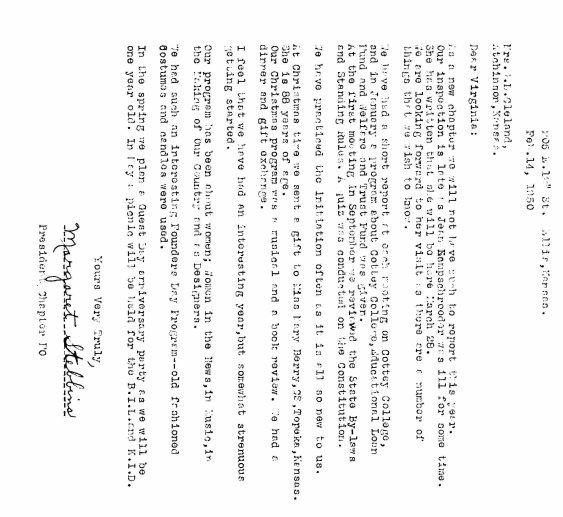 St. Ellis, Kansas.
Feb.14, 1950
Mrs.
Atchinson, Kansas.
Dear Virginia:
As a new chapter we will not have much to report this year.
Our inspection is late as Jean Kampschroeder was ill for some time.
She has written that she will be here March 28.
We are looking forward to her visit as there are a number of
things that we wish to know.
We have had a short report at each meeting on Cottey College,
and in January a program about Cottey College, Educational Loan
Fund and Welfare and Trust Fund was given.
At the first meeting in September we reviewed the State By-laws
and Standing Rules. A quiz was conducted on the Constitution.
We have practiced the Initiation often as it is all so new to us.
At Christmas time we sent a gift to Miss Mary Berry, Topeka,Kansas.
She is 88 years of age.
Our Christmas program was a musical and a book review. We had a
dinner and gift exchange.
I feel that we have had an interesting year,but somewhat strenuous
getting started.
Our program has been about women; Women in the News,in Music,in
the Making of Our Country and as Designers.
We had such an interesting Founders Day Program--old fashioned
costumes and candles were used.
In the spring we plan a Guest Day anniversary party as we will be
one year old. In May a picnic will be held for the B.I.L.and K.I.D.
Yours Very Truly,
Margaret Stebbins
President, Chapter